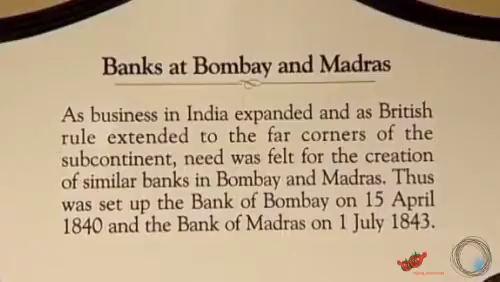 Banks at Bombay and Madras
As business in India expanded and as British
rule extended to the far corners of the
subcontinent, need was felt for the creation
of similar banks in Bombay and Madras. Thus
was set up the Bank of Bombay on 15 April
1840 and the Bank of Madras on 1 July 1843.